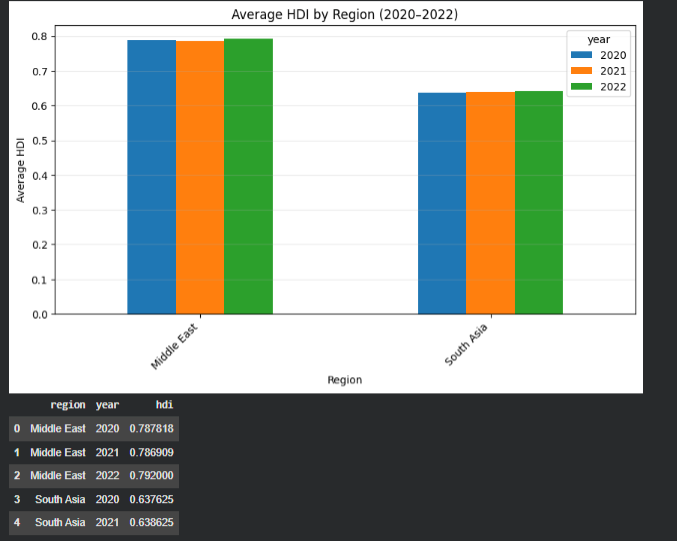 Average HDI by Region (2020–2022)
year
2020
2021
2022
0.8
0.7
0.6
0.5
0.4
0.3
0.2
0.1
0.0
Average HDI
Middle East
South Asia
Region
region year hdi
0 Middle East 2020 0.787818
1 Middle East 2021 0.786909
2 Middle East 2022 0.792000
3 South Asia 2020 0.637625
4 South Asia 2021 0.638625